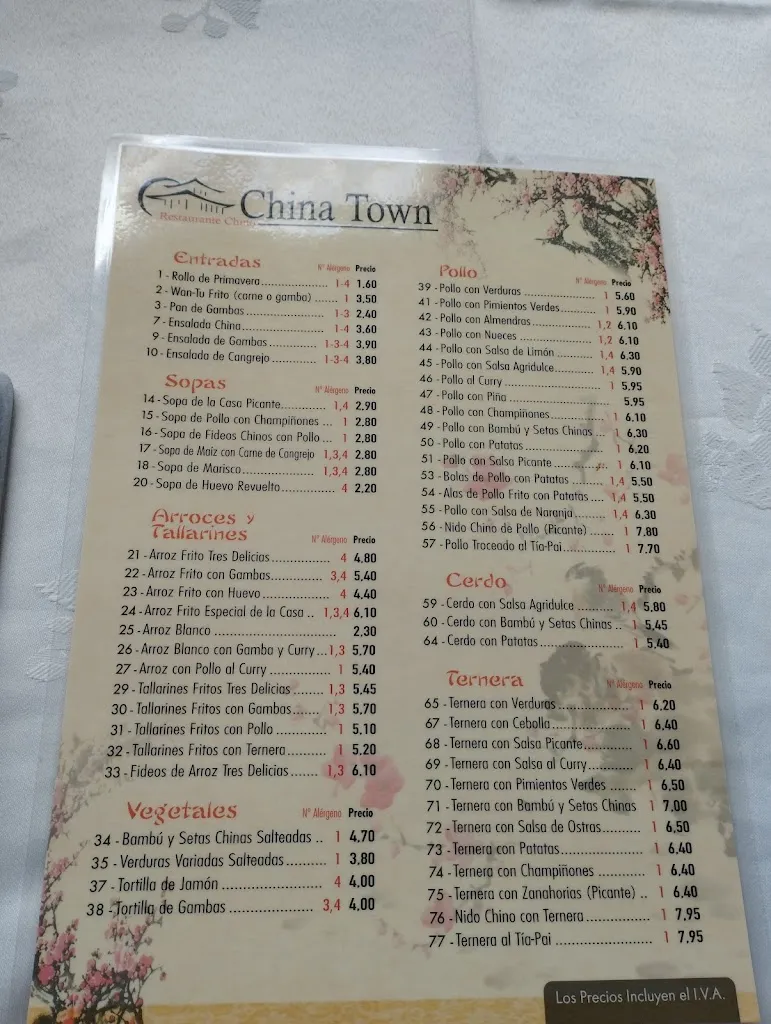 China Town
Restaurante Chino
Entradas Nº Alérgeno Precio
1 - Rollo de Primavera 1-4 1.60
2 - Wan-Tu Frito (carne o gamba) 1 3,50
3 - Pan de Gambas 1-3 2.40
7 - Ensalada China 1-4 3,60
9 - Ensalada de Gambas 1-3-4 3,90
10 - Ensalada de Cangrejo 1-3-4 3,80
Sopas Nº Alérgeno Precio
14 - Sopa de la Casa Picante 1,4 2.90
15 - Sopa de Pollo con Champiñones 1 2.80
16 - Sopa de Fideos Chinos con Pollo 1 2.80
17 - Sopa de Maíz con Carne de Cangrejo 1,3,4 2.80
18 - Sopa de Marisco 1,3,4 2.80
20 - Sopa de Huevo Revuelto 4 2,20
Arroces y
Tallarines Nº Alérgeno Precio
21 - Arroz Frito Tres Delicias 4 4.80
22 - Arroz Frito con Gambas 3,4 5,40
23 - Arroz Frito con Huevo 4 4.40
24 - Arroz Frito Especial de la Casa 1,3,4 6.10
25 - Arroz Blanco 2,30
26 - Arroz Blanco con Gamba y Curry 1,3 5.70
27 - Arroz con Pollo al Curry 1 5.40
29 - Tallarines Fritos Tres Delicias 1,3 5.45
30 - Tallarines Fritos con Gambas 1,3 5.70
31 - Tallarines Fritos con Pollo 1 5.10
32 - Tallarines Fritos con Ternera 1 5.20
33 - Fideos de Arroz Tres Delicias 1,3 6.10
Vegetales Nº Alérgeno Precio
34 - Bambú y Setas Chinas Salteadas 1 4.70
35 - Verduras Variadas Salteadas 1 3,80
37 - Tortilla de Jamón 4 4.00
38 - Tortilla de Gambas 3,4 4.00
Pollo Nº Alérgeno Precio
39 - Pollo con Verduras 1 5.60
41 - Pollo con Pimientos Verdes 1 5.90
42 - Pollo con Almendras 1,2 6.10
43 - Pollo con Nueces 1,2 6.10
44 - Pollo con Salsa de Limón 1,4 6,30
45 - Pollo con Salsa Agridulce 1,4 5.90
46 - Pollo al Curry 1 5.95
47 - Pollo con Piña 5.95
48 - Pollo con Champiñones 1 6.10
49 - Pollo con Bambú y Setas Chinas 1 6,30
50 - Pollo con Patatas 1 6.20
51 - Pollo con Salsa Picante 1 6.10
53 - Bolas de Pollo con Patatas 1,4 5.50
54 - Alas de Pollo Frito con Patatas 1,4 5,50
55 - Pollo con Salsa de Naranja 1,4 6.30
56 - Nido Chino de Pollo (Picante) 1 7.80
57 - Pollo Troceado al Tía-Pai 1 7.70
Cerdo Nº Alérgeno Precio
59 - Cerdo con Salsa Agridulce 1,4 5,80
60 - Cerdo con Bambú y Setas Chinas 1 5,45
64 - Cerdo con Patatas 1 5.40
Ternera Nº Alérgeno Precio
65 - Ternera con Verduras 1 6,20
67 - Ternera con Cebolla 1 6,40
68 - Ternera con Salsa Picante 1 6.60
69 - Ternera con Salsa al Curry 1 6.40
70 - Ternera con Pimientos Verdes 1 6,50
71 - Ternera con Bambú y Setas Chinas 1 7,00
72 - Ternera con Salsa de Ostras 1 6,50
73 - Ternera con Patatas 1 6,40
74 - Ternera con Champiñones 1 6,40
75 - Ternera con Zanahorias (Picante) 1 6.40
76 - Nido Chino con Ternera 1 7,95
77 - Ternera al Tía-Pai 1 7,95
Los Precios Incluyen el I.V.A.